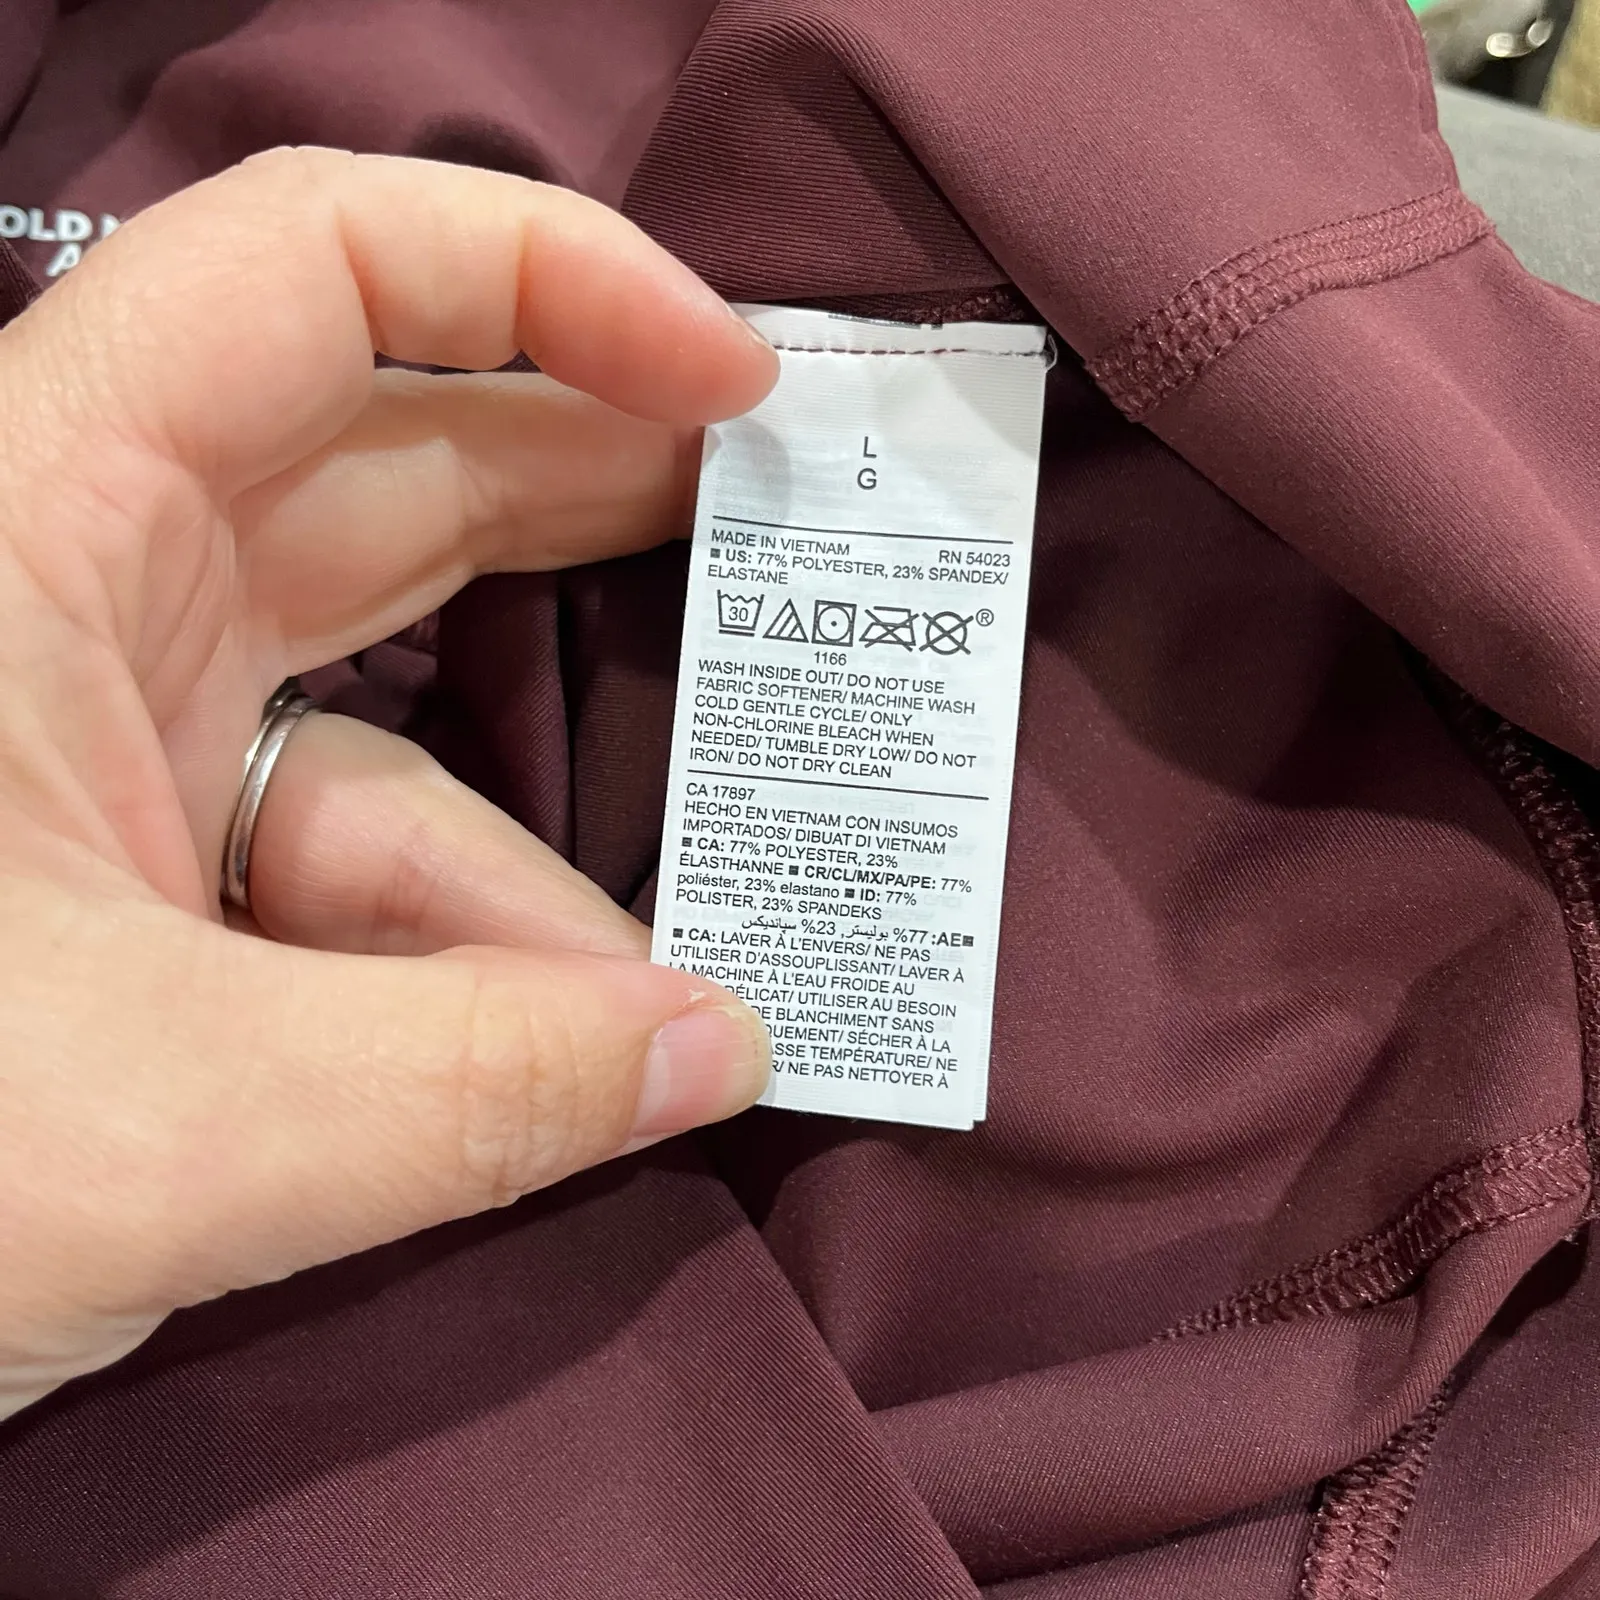 OLD
L
G
MADE IN VIETNAM RN 54023
■ US: 77% POLYESTER, 23% SPANDEX/
ELASTANE
30 ®
1166
WASH INSIDE OUT/ DO NOT USE
FABRIC SOFTENER/ MACHINE WASH
COLD GENTLE CYCLE/ ONLY
NON-CHLORINE BLEACH WHEN
NEEDED/ TUMBLE DRY LOW/ DO NOT
IRON/ DO NOT DRY CLEAN
CA 17897
HECHO EN VIETNAM CON INSUMOS
IMPORTADOS/ DIBUAT DI VIETNAM
■ CA: 77% POLYESTER, 23%
ÉLASTHANNE ■ CR/CL/MX/PA/PE: 77%
poliéster, 23% elastano ■ ID: 77%
POLISTER, 23% SPANDEKS
■AE: 77% بوليستر, 23% سپانديكس
■ CA: LAVER À L'ENVERS/ NE PAS
UTILISER D'ASSOUPLISSANT/ LAVER À
LA MACHINE À L'EAU FROIDE AU
DÉLICAT/ UTILISER AU BESOIN
DE BLANCHIMENT SANS
SÉCHER À LA
TEMPÉRATURE/ NE
NE PAS NETTOYER À